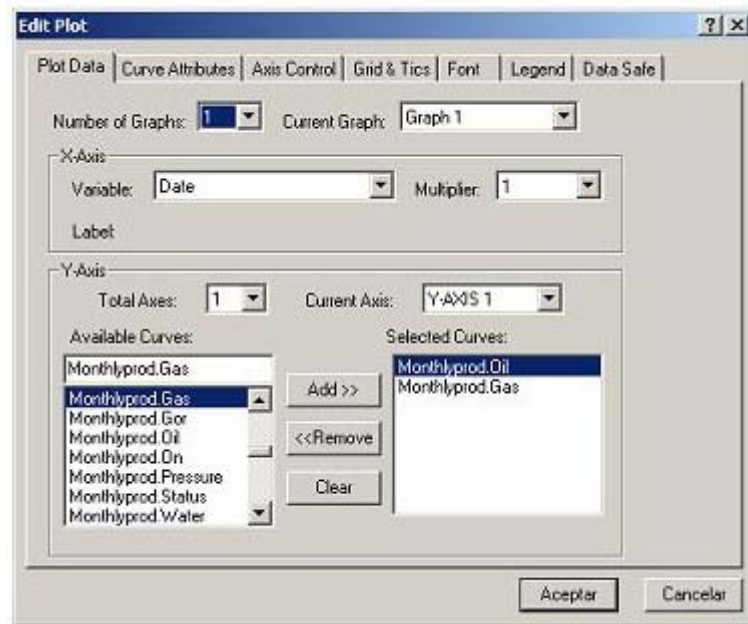 Edit Plot
Plot Data Curve Attributes Axis Control Grid & Tics Font Legend Data Safe
Number of Graphs: 1 Current Graph: Graph 1
X-Axis
Variable: Date Multiplier: 1
Label:
Y-Axis
Total Axes: 1 Current Axis: Y-AXIS 1
Available Curves: Selected Curves:
Monthlyprod.Gas
Monthlyprod.Gas
Monthlyprod.Gor
Monthlyprod.Oil
Monthlyprod.On
Monthlyprod.Pressure
Monthlyprod.Status
Monthlyprod.Water
Add >>
<<Remove
Clear
Monthlyprod.Oil
Monthlyprod.Gas
Aceptar Cancelar